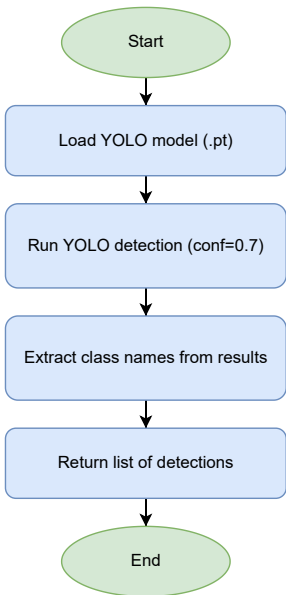 Start
Load YOLO model (.pt)
Run YOLO detection (conf=0.7)
Extract class names from results
Return list of detections
End